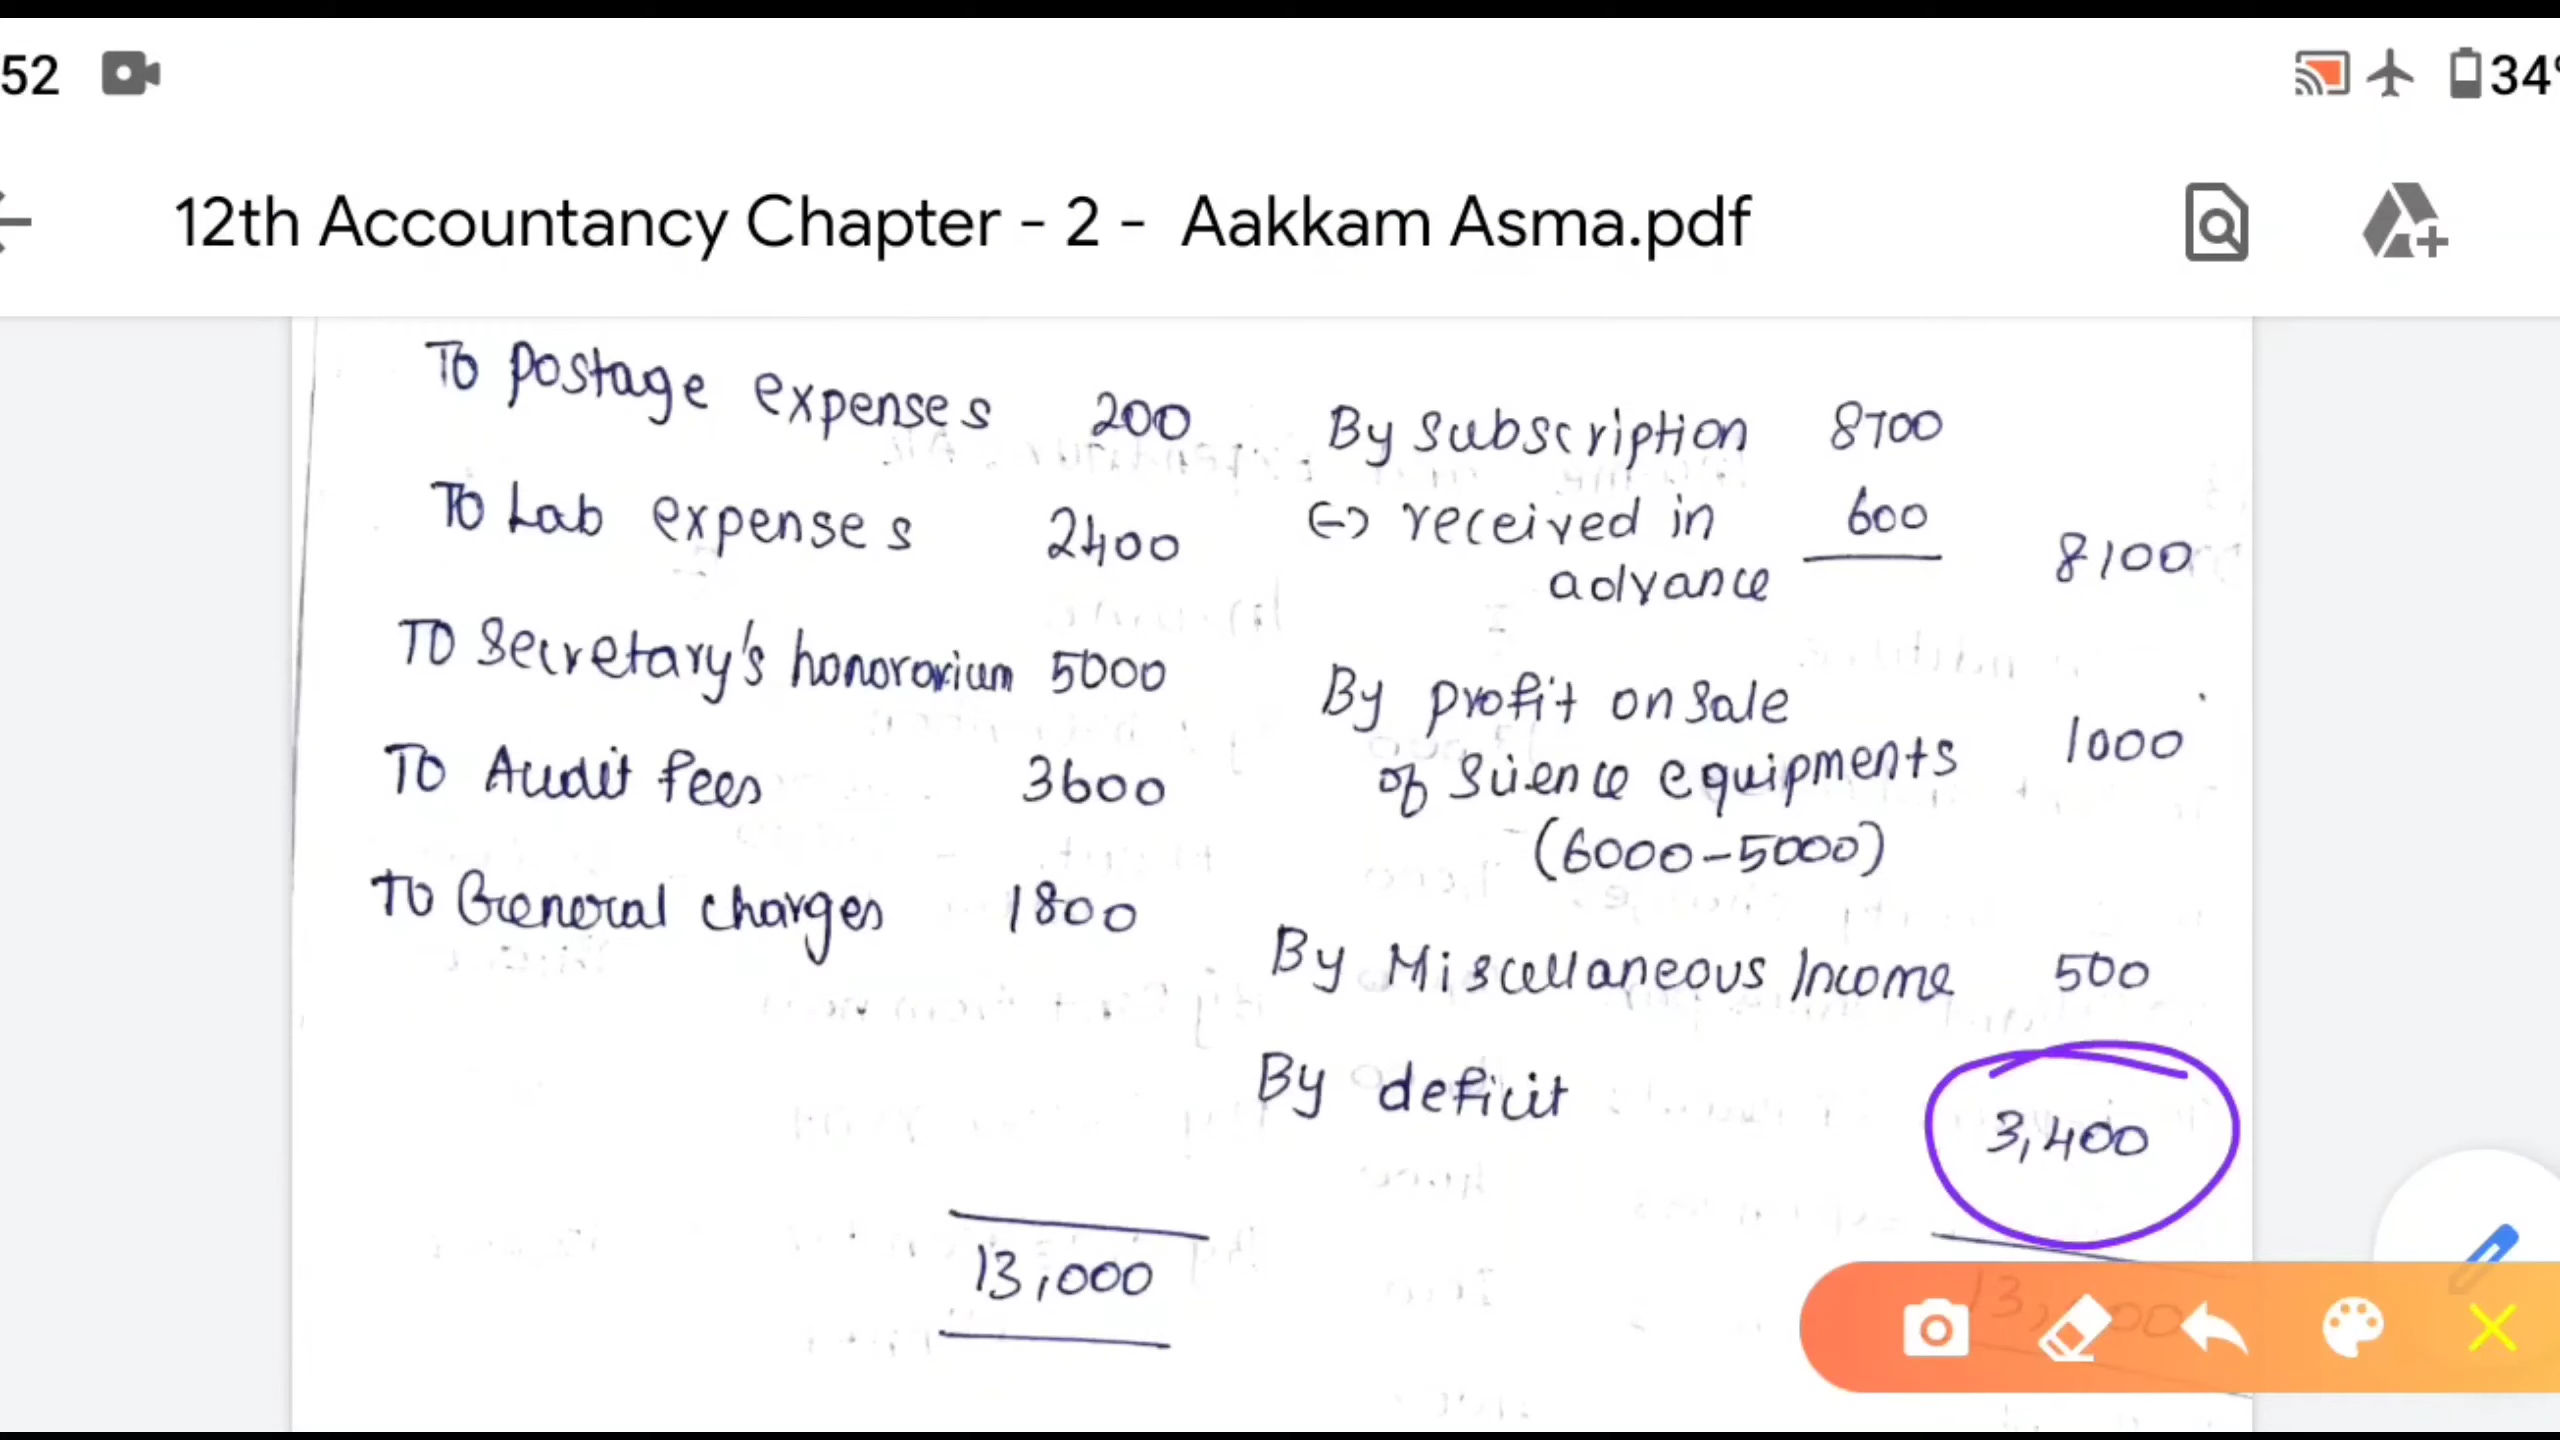 52
34
12th Accountancy Chapter - 2 - Aakkam Asma.pdf
To postage expenses 200
To Lab expenses 2400
To Secretary's honororium 5000
To Audit fees 3600
To General charges 1800
13,000
By Subscription 8700
(-) received in 600
advance 8100
By profit on sale
of Science equipments 1000
(6000-5000)
By Miscellaneous Income 500
By deficit 3,400